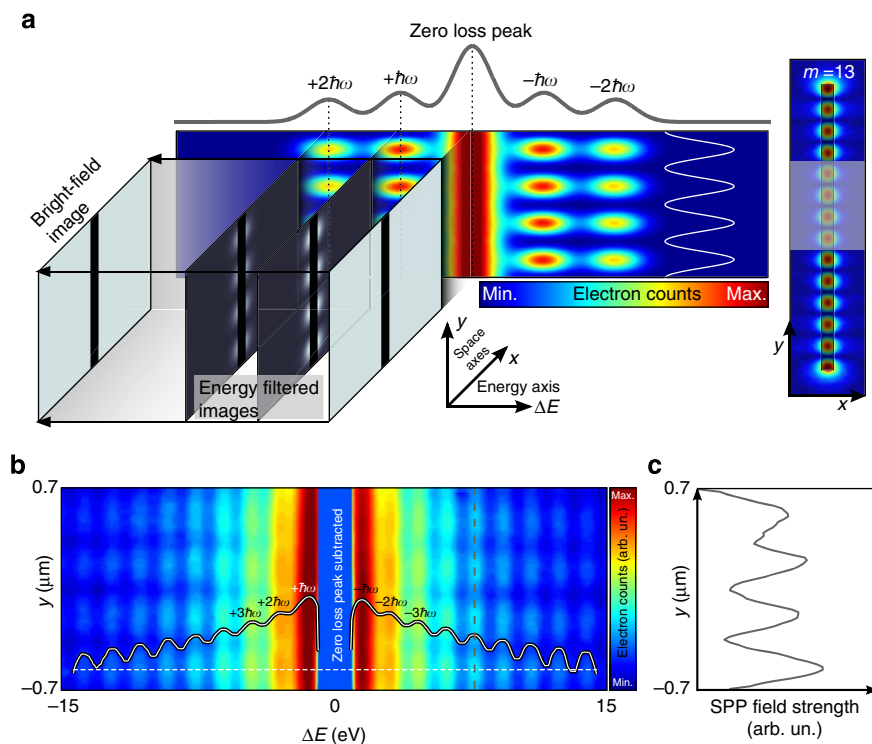 a
Zero loss peak
+2ℏω
+ℏω
−ℏω
−2ℏω
m =13
Bright-field
image
Min.
Electron counts
Max.
Energy filtered
images
y
Space
axes
x
Energy axis
ΔE
y
x
b
0.7
y (μm)
−0.7
+3ℏω
+2ℏω
+ℏω
Zero loss peak subtracted
−ℏω
−2ℏω
−3ℏω
Max.
Electron counts (arb. un.)
Min.
−15
0
15
ΔE (eV)
c
0.7
y (μm)
−0.7
SPP field strength
(arb. un.)